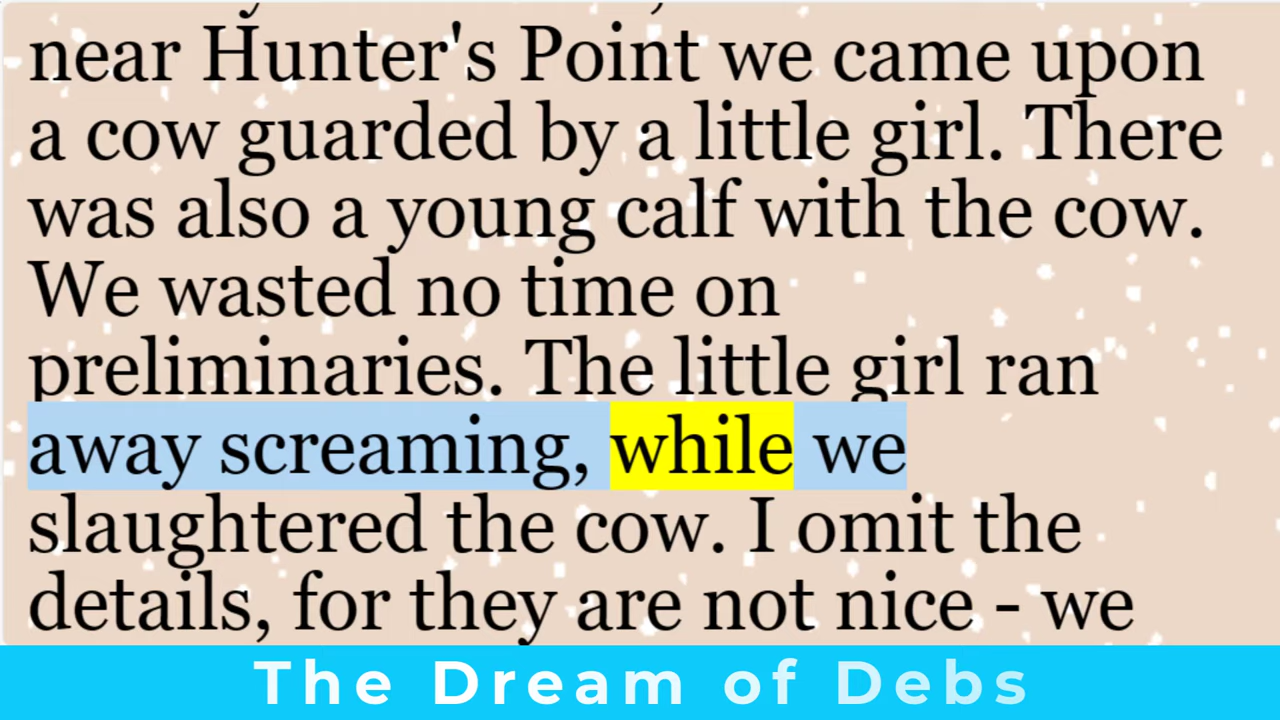 near Hunter's Point we came upon
a cow guarded by a little girl. There
was also a young calf with the cow.
We wasted no time on
preliminaries. The little girl ran
away screaming, while we
slaughtered the cow. I omit the
details, for they are not nice - we
The Dream of Debs